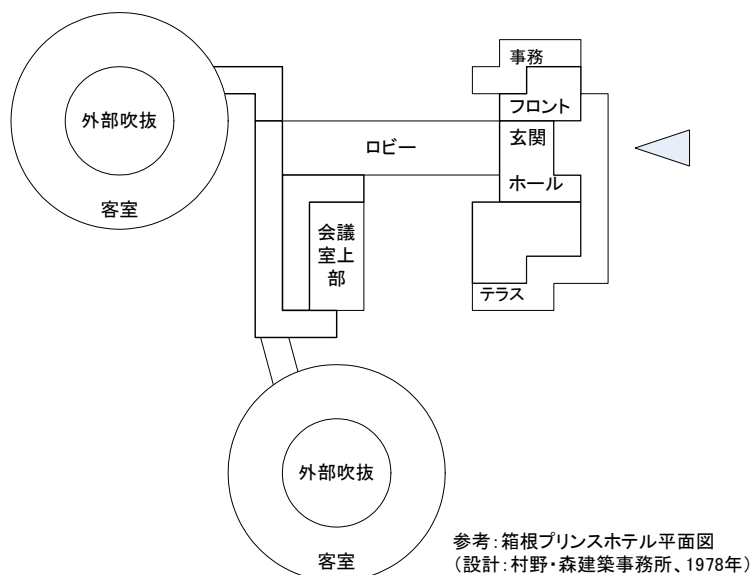 事務
フロント
外部吹抜
ロビー
玄関
ホール
客室
会議
室上
部
テラス
外部吹抜
客室
参考：箱根プリンスホテル平面図
（設計：村野・森建築事務所、1978年）